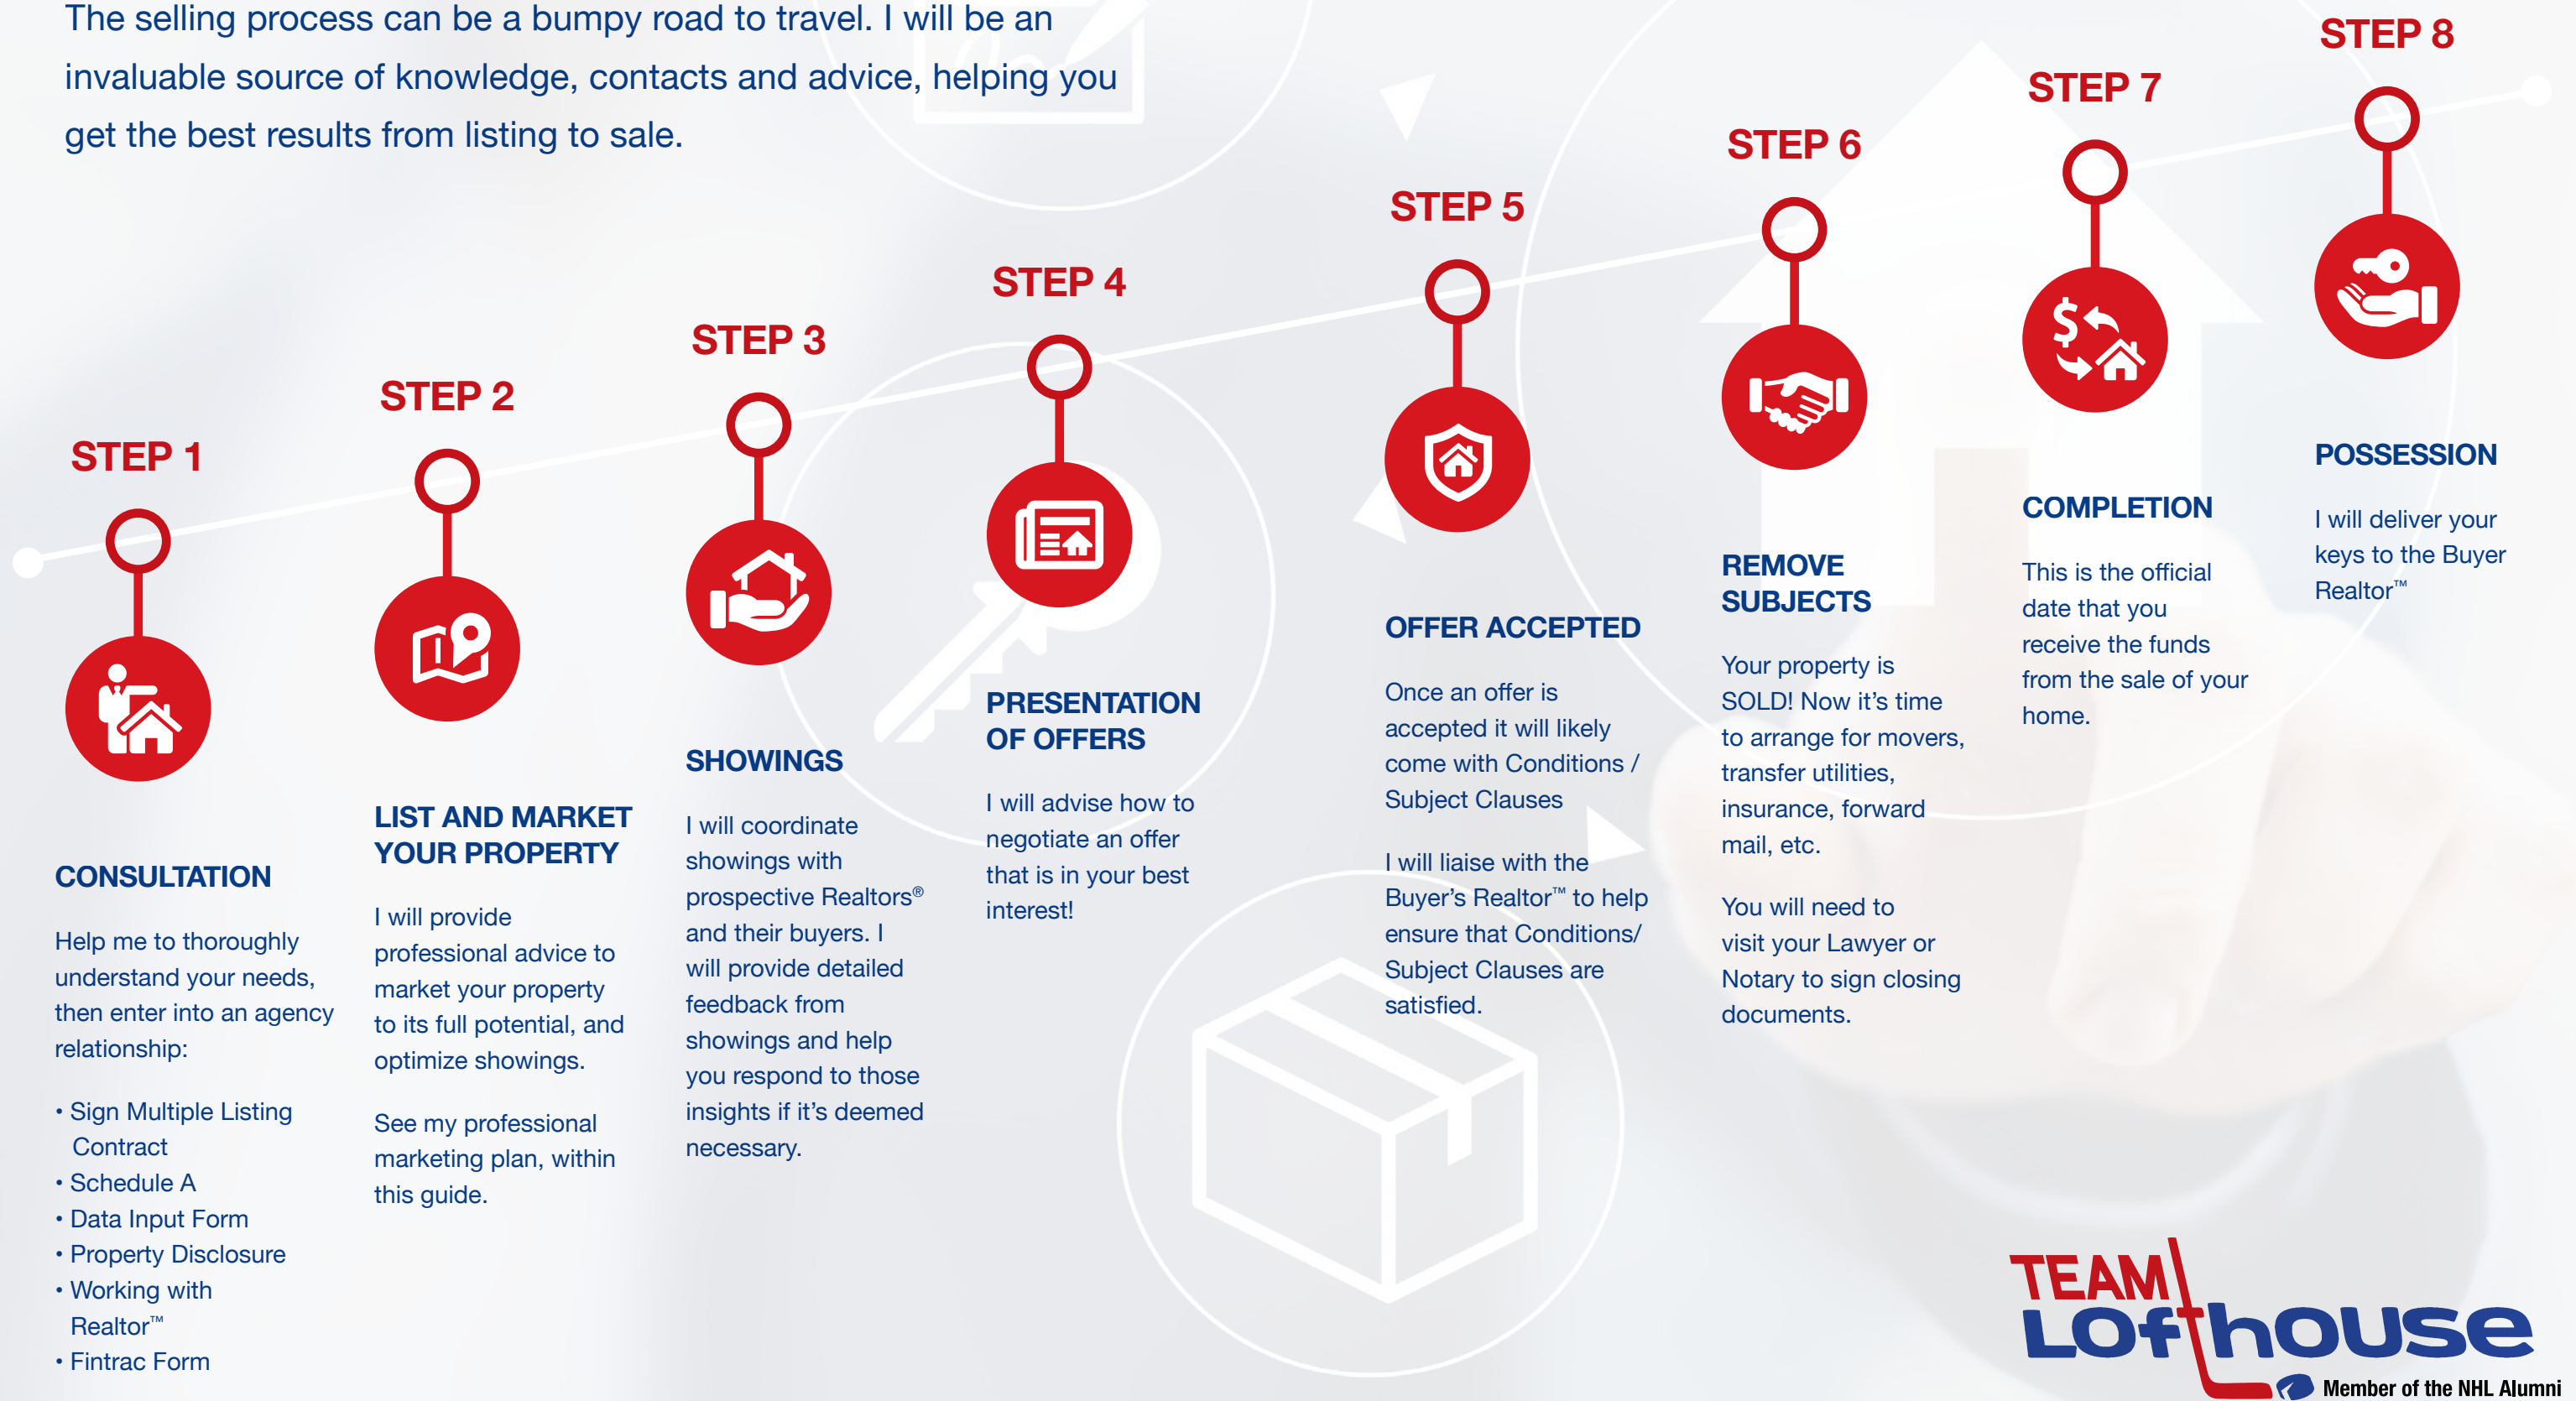 The selling process can be a bumpy road to travel. I will be an
invaluable source of knowledge, contacts and advice, helping you
get the best results from listing to sale.
STEP 1
CONSULTATION
Help me to thoroughly
understand your needs,
then enter into an agency
relationship:
• Sign Multiple Listing
Contract
• Schedule A
• Data Input Form
• Property Disclosure
• Working with
Realtor™
• Fintrac Form
STEP 2
LIST AND MARKET
YOUR PROPERTY
I will provide
professional advice to
market your property
to its full potential, and
optimize showings.
See my professional
marketing plan, within
this guide.
STEP 3
SHOWINGS
I will coordinate
showings with
prospective Realtors®
and their buyers. I
will provide detailed
feedback from
showings and help
you respond to those
insights if it's deemed
necessary.
STEP 4
PRESENTATION
OF OFFERS
I will advise how to
negotiate an offer
that is in your best
interest!
STEP 5
OFFER ACCEPTED
Once an offer is
accepted it will likely
come with Conditions /
Subject Clauses
I will liaise with the
Buyer's Realtor™ to help
ensure that Conditions/
Subject Clauses are
satisfied.
STEP 6
REMOVE
SUBJECTS
Your property is
SOLD! Now it's time
to arrange for movers,
transfer utilities,
insurance, forward
mail, etc.
You will need to
visit your Lawyer or
Notary to sign closing
documents.
STEP 7
$
COMPLETION
This is the official
date that you
receive the funds
from the sale of your
home.
STEP 8
POSSESSION
I will deliver your
keys to the Buyer
Realtor™
TEAM
Lofthouse
Member of the NHL Alumni